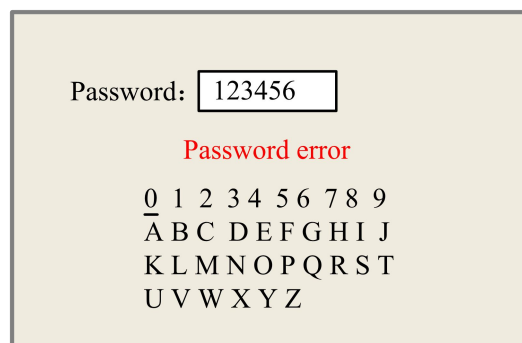 Password: 123456
Password error
0 1 2 3 4 5 6 7 8 9
A B C D E F G H I J
K L M N O P Q R S T
U V W X Y Z